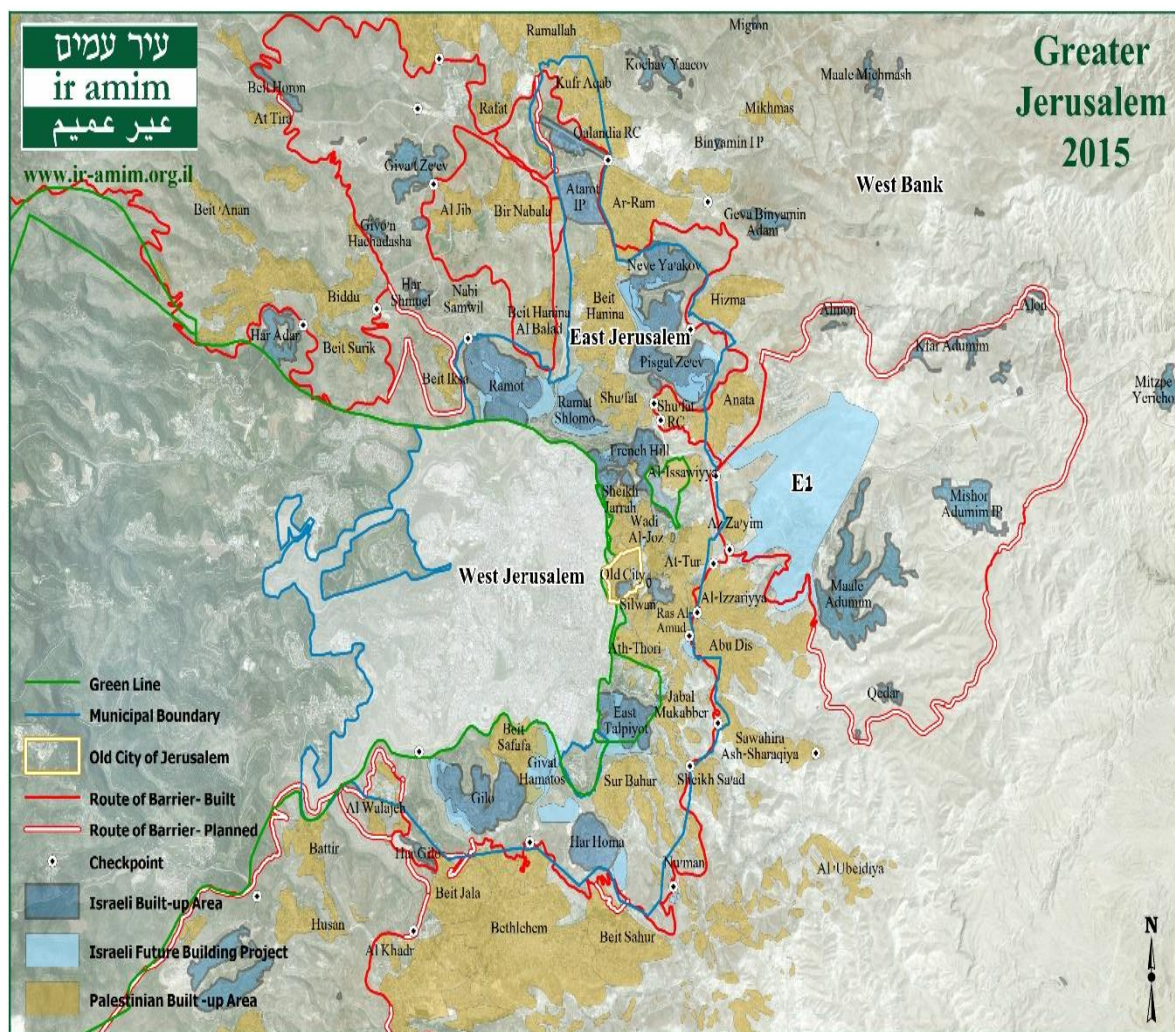 עיר עמים
ir amim
عير عميم
www.ir-amim.org.il
Greater
Jerusalem
2015
Ramallah
Migron
Kochav Yaacov
Maale Michmash
Beit Horon
At Tira
Rafat
Kufr Aqab
Mikhmas
Qalandia RC
Binyamin IP
Giv'at Ze'ev
West Bank
Atarot
IP
Beit 'Anan
Al Jib
Bir Nabala
Ar-Ram
Geva Binyamin
Adam
Givo'n
Hachadasha
Neve Ya'akov
Har
Shmuel
Nabi
Samwil
Biddu
Beit Hanina
Al Balad
Beit
Hanina
Hizma
Almon
Alon
Har Adar
Beit Surik
East Jerusalem
Kfar Adumim
Pisgat Ze'ev
Mitzpe
Yericho
Beit Iksa
Ramot
Ramat
Shlomo
Shu'fat
Shu'fat
RC
Anata
French Hill
Al-Issawiyya
E1
Sheikh
Jarrah
Mishor
Adumim IP
Wadi
Al-Joz
Az Za'yim
At-Tur
West Jerusalem
Old City
Maale
Adumim
Silwan
Al-Izzariyya
Ras Al-
Amud
Ath-Thori
Abu Dis
Qedar
Jabal
Mukabber
East
Talpiyot
Beit
Safafa
Sawahira
Ash-Sharaqiya
Givat
Hamatos
Sur Bahar
Sheikh Sa'ad
Gilo
Al Walajeh
Har Homa
Battir
Har Gilo
Nu'man
Al 'Ubeidiya
Beit Jala
Husan
Bethlehem
Beit Sahur
Al Khadr
Green Line
Municipal Boundary
Old City of Jerusalem
Route of Barrier- Built
Route of Barrier- Planned
Checkpoint
Israeli Built-up Area
Israeli Future Building Project
Palestinian Built -up Area
N